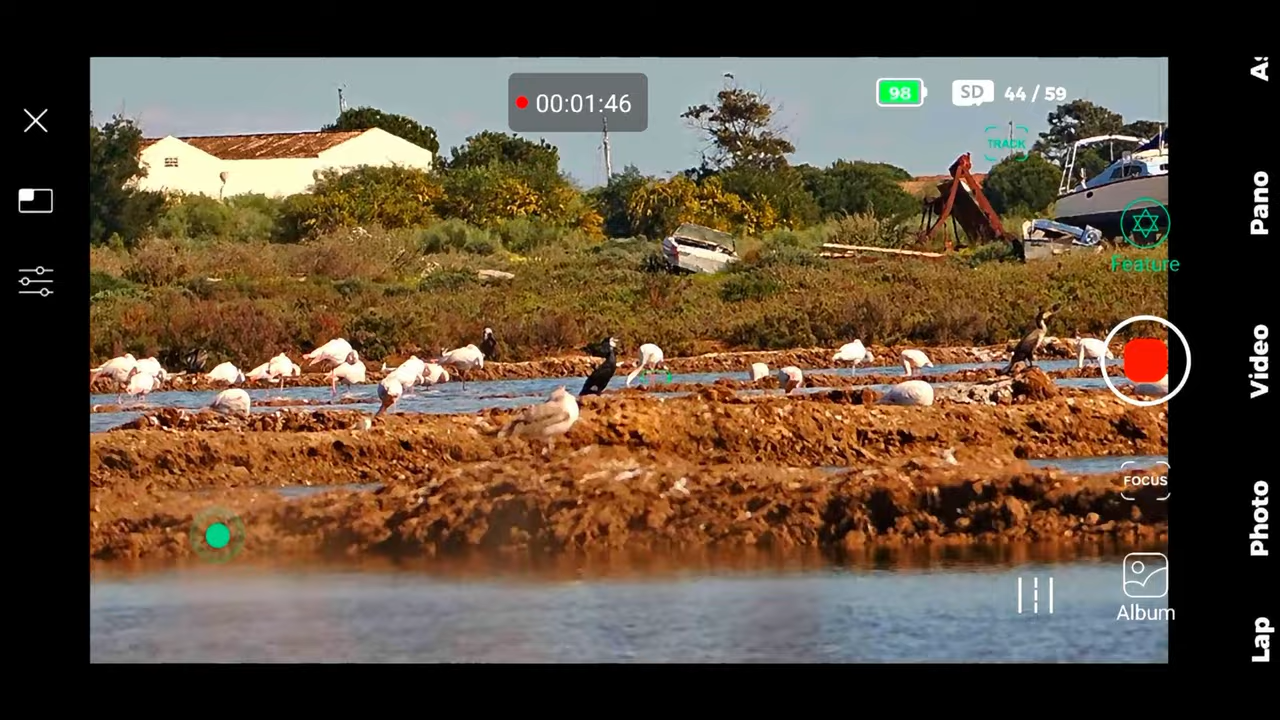 00:01:46
98
SD
44 / 59
TRACK
Feature
FOCUS
Album
Pano
Video
Photo
Lap